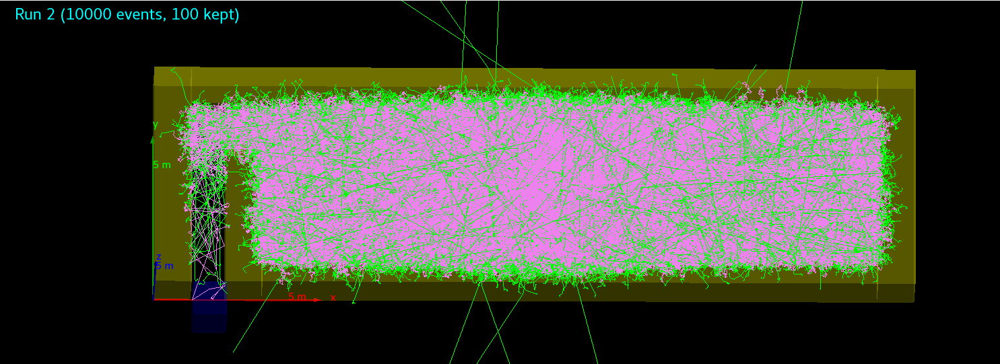 Run 2 (10000 events, 100 kept)
y
5 m
z
5 m
5 m x